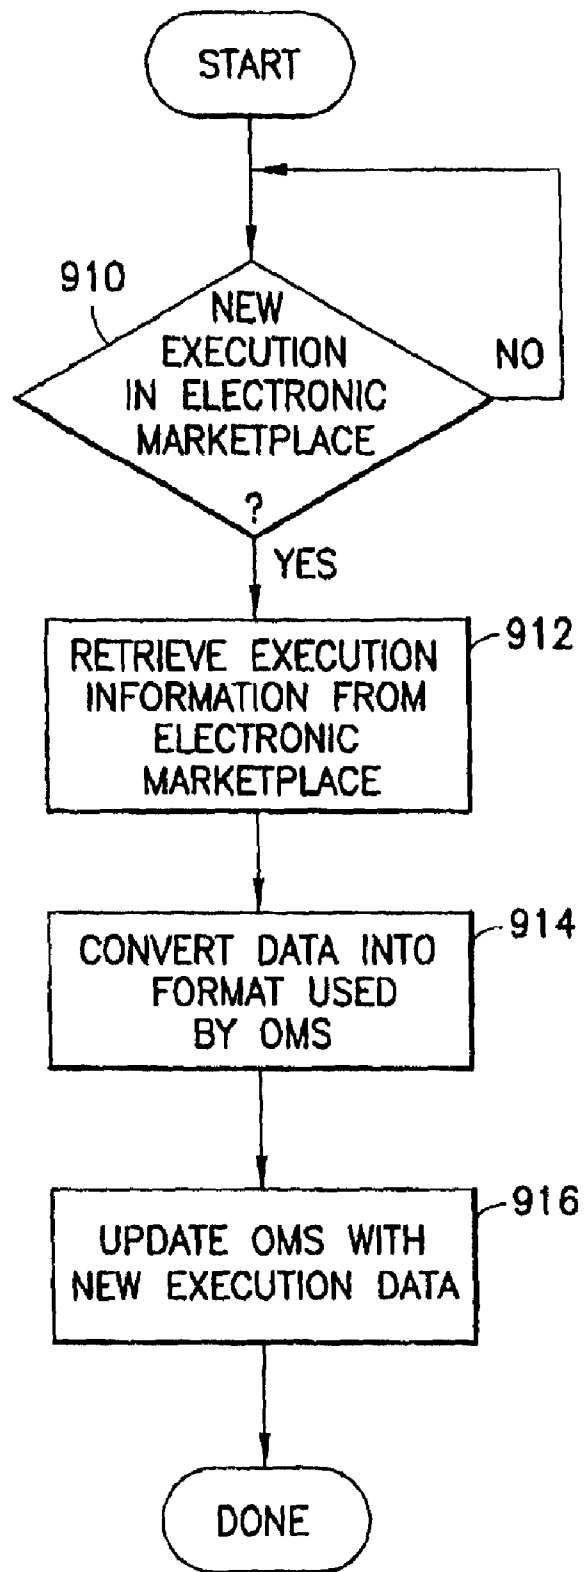 START
910
NEW
EXECUTION
IN ELECTRONIC
MARKETPLACE
?
NO
YES
912
RETRIEVE EXECUTION
INFORMATION FROM
ELECTRONIC
MARKETPLACE
914
CONVERT DATA INTO
FORMAT USED
BY OMS
916
UPDATE OMS WITH
NEW EXECUTION DATA
DONE